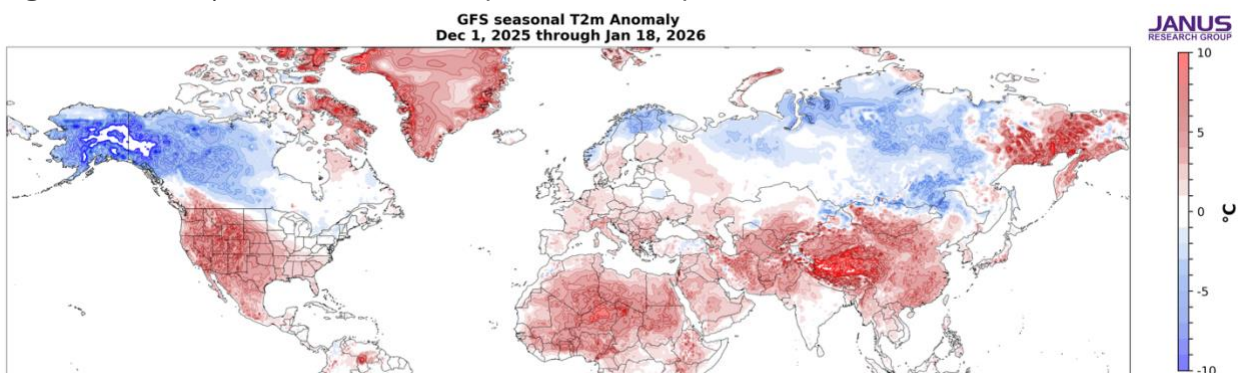 GFS seasonal T2m Anomaly
Dec 1, 2025 through Jan 18, 2026
JANUS
RESEARCH GROUP
10
5
0
-5
-10
°C